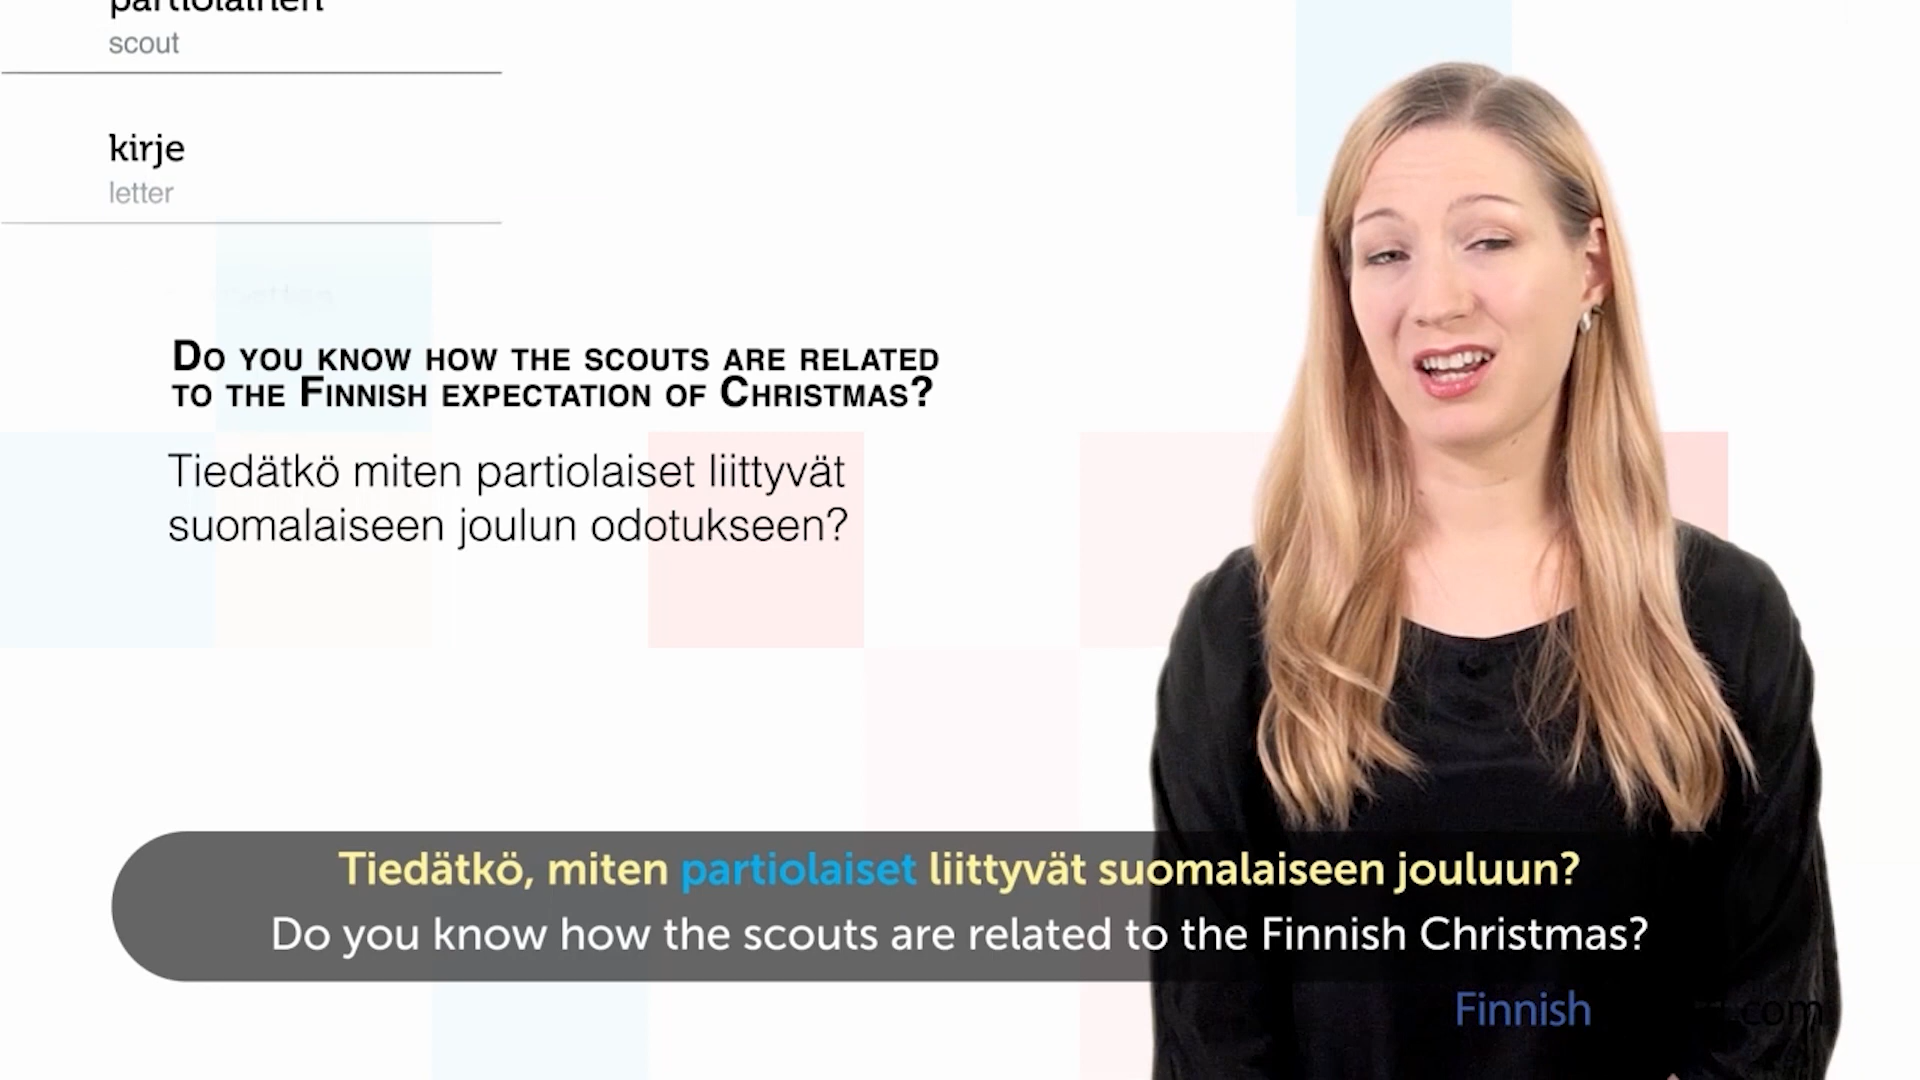 partiolainen
scout
kirje
letter
Do you know how the scouts are related
to the Finnish expectation of Christmas?
Tiedätkö miten partiolaiset liittyvät
suomalaiseen joulun odotukseen?
Tiedätkö, miten partiolaiset liittyvät suomalaiseen jouluun?
Do you know how the scouts are related to the Finnish Christmas?
Finnish .com